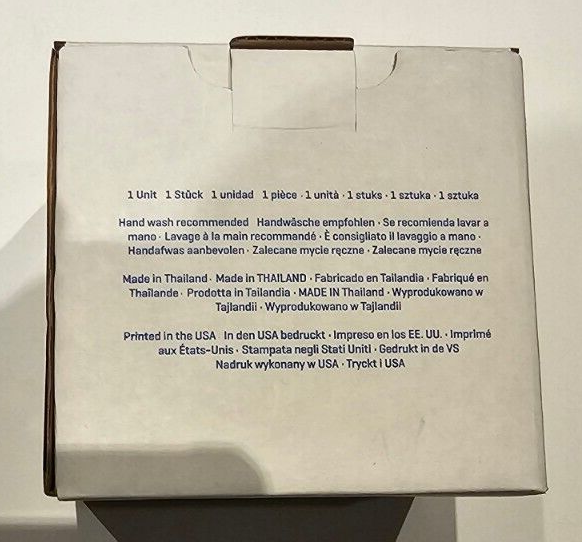 1 Unit 1 Stück 1 unidad 1 pièce · 1 unità · 1 stuks · 1 sztuka · 1 sztuka
Hand wash recommended Handwäsche empfohlen · Se recomienda lavar a
mano · Lavage à la main recommandé · È consigliato il lavaggio a mano ·
Handafwas aanbevolen · Zalecane mycie ręczne · Zalecane mycie ręczne
Made in Thailand · Made in THAILAND · Fabricado en Tailandia · Fabriqué en
Thaïlande · Prodotta in Tailandia · MADE IN Thailand · Wyprodukowano w
Tajlandii · Wyprodukowano w Tajlandii
Printed in the USA In den USA bedruckt · Impreso en los EE. UU. · Imprimé
aux États-Unis · Stampata negli Stati Uniti · Gedrukt in de VS
Nadruk wykonany w USA · Tryckt i USA